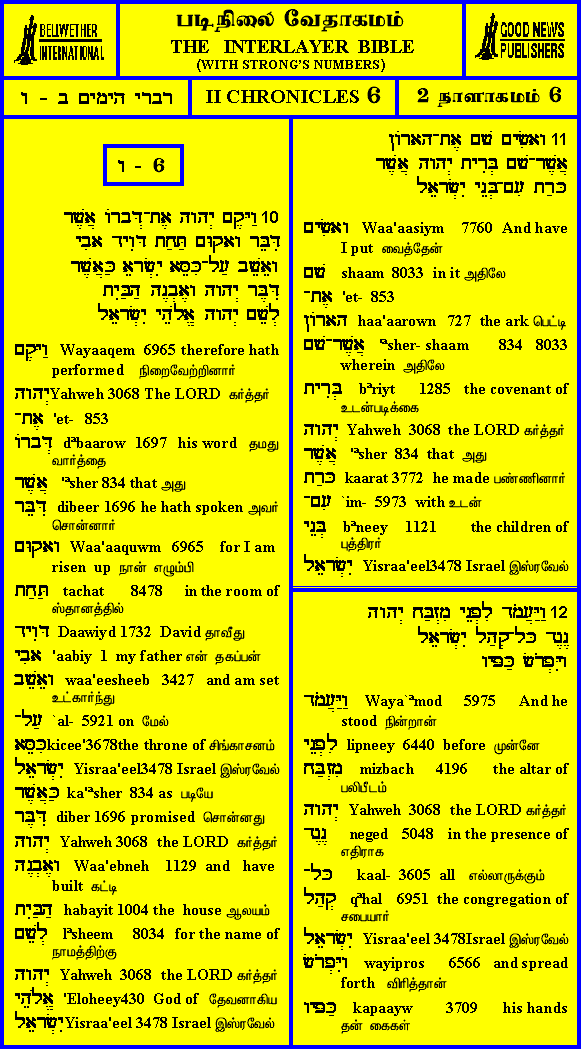 BELLWETHER INTERNATIONAL
படிநிலை வேதாகமம்
THE INTERLAYER BIBLE
(WITH STRONG'S NUMBERS)
GOOD NEWS PUBLISHERS
דברי הימים ב - ו
II CHRONICLES 6
2 நாளாகமம் 6
ו - 6
10 וַיָּקֶם יְהוָה אֶת־דְּבָרוֹ אֲשֶׁר
דִּבֵּר וָאָקוּם תַּחַת דָּוִיד אָבִי
וָאֵשֵׁב עַל־כִּסֵּא יִשְׂרָאֵל כַּאֲשֶׁר
דִּבֶּר יְהוָה וָאֶבְנֶה הַבַּיִת
לְשֵׁם יְהוָה אֱלֹהֵי יִשְׂרָאֵל
וַיָּקֶם Wayaaqem 6965 therefore hath
performed நிறைவேற்றினார்
יְהוָה Yahweh 3068 The LORD கர்த்தர்
אֶת־ 'et- 853
דְּבָרוֹ dᵊbaarow 1697 his word தமது
வார்த்தை
אֲשֶׁר 'ᵃsher 834 that அது
דִּבֵּר dibeer 1696 he hath spoken அவர்
சொன்னார்
וָאָקוּם Waa'aaquwm 6965 for I am
risen up நான் எழும்பி
תַּחַת tachat 8478 in the room of
ஸ்தானத்தில்
דָּוִיד Daawiyd 1732 David தாவீது
אָבִי 'aabiy 1 my father என் தகப்பன்
וָאֵשֵׁב waa'eesheeb 3427 and am set
உட்கார்ந்து
עַל־ `al- 5921 on மேல்
כִּסֵּא kicee'3678the throne of சிங்காசனம்
יִשְׂרָאֵל Yisraa'eel3478 Israel இஸ்ரவேல்
כַּאֲשֶׁר ka'ᵃsher 834 as படியே
דִּבֶּר diber 1696 promised சொன்னது
יְהוָה Yahweh 3068 the LORD கர்த்தர்
וָאֶבְנֶה Waa'ebneh 1129 and have
built கட்டி
הַבַּיִת habayit 1004 the house ஆலயம்
לְשֵׁם lᵊsheem 8034 for the name of
நாமத்திற்கு
יְהוָה Yahweh 3068 the LORD கர்த்தர்
אֱלֹהֵי 'Eloheey430 God of தேவனாகிய
יִשְׂרָאֵל Yisraa'eel 3478 Israel இஸ்ரவேல்
11 וָאָשִׂים שָׁם אֶת־הָאָרוֹן
אֲשֶׁר־שָׁם בְּרִית יְהוָה אֲשֶׁר
כָּרַת עִם־בְּנֵי יִשְׂרָאֵל
וָאָשִׂים Waa'aasiym 7760 And have
I put வைத்தேன்
שָׁם shaam 8033 in it அதிலே
אֶת־ 'et- 853
הָאָרוֹן haa'aarown 727 the ark பெட்டி
אֲשֶׁר־שָׁם 'ᵃsher- shaam 834 8033
wherein அதிலே
בְּרִית bᵊriyt 1285 the covenant of
உடன்படிக்கை
יְהוָה Yahweh 3068 the LORD கர்த்தர்
אֲשֶׁר 'ᵃsher 834 that அது
כָּרַת kaarat 3772 he made பண்ணினார்
עִם־ `im- 5973 with உடன்
בְּנֵי bᵊneey 1121 the children of
புத்திரர்
יִשְׂרָאֵל Yisraa'eel3478 Israel இஸ்ரவேல்
12 וַיַּעֲמֹד לִפְנֵי מִזְבַּח יְהוָה
נֶגֶד כָּל־קְהַל יִשְׂרָאֵל
וַיִּפְרֹשׂ כַּפָּיו
וַיַּעֲמֹד Waya`ᵃmod 5975 And he
stood நின்றான்
לִפְנֵי lipneey 6440 before முன்னே
מִזְבַּח mizbach 4196 the altar of
பலிபீடம்
יְהוָה Yahweh 3068 the LORD கர்த்தர்
נֶגֶד neged 5048 in the presence of
எதிராக
כָּל־ kaal- 3605 all எல்லாருக்கும்
קְהַל qᵊhal 6951 the congregation of
சபையார்
יִשְׂרָאֵל Yisraa'eel 3478Israel இஸ்ரவேல்
וַיִּפְרֹשׂ wayipros 6566 and spread
forth விரித்தான்
כַּפָּיו kapaayw 3709 his hands
தன் கைகள்